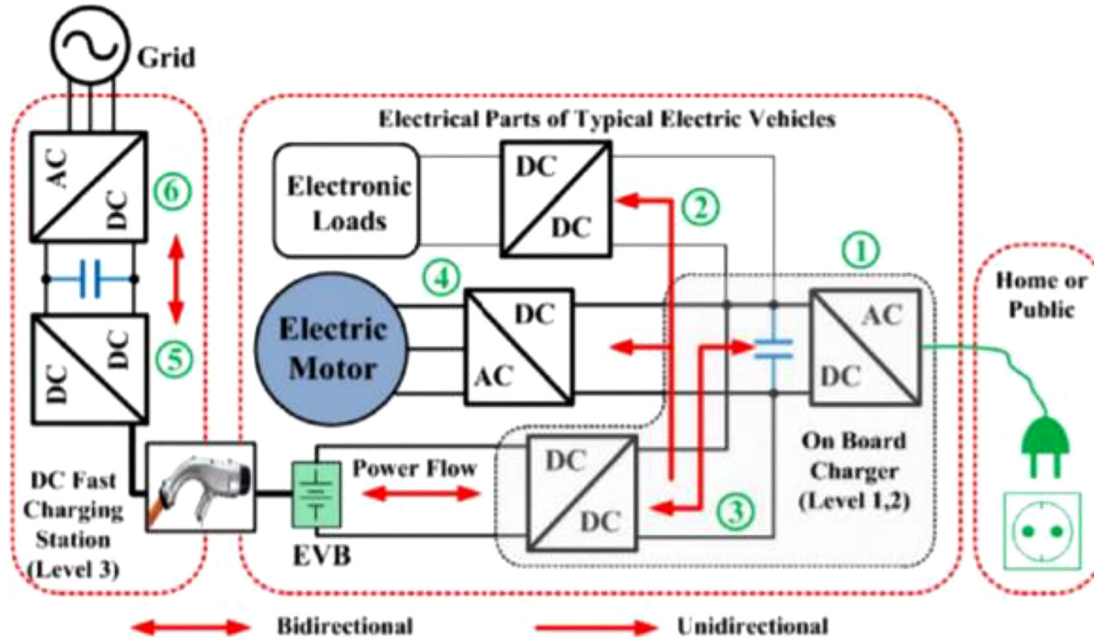 Grid
Electrical Parts of Typical Electric Vehicles
AC
DC
⑥
DC
DC
⑤
DC Fast
Charging
Station
(Level 3)
Electronic
Loads
DC
DC
②
①
④
Electric
Motor
DC
AC
AC
DC
On Board
Charger
(Level 1,2)
Power Flow
EVB
DC
DC
③
Home or
Public
Bidirectional
Unidirectional